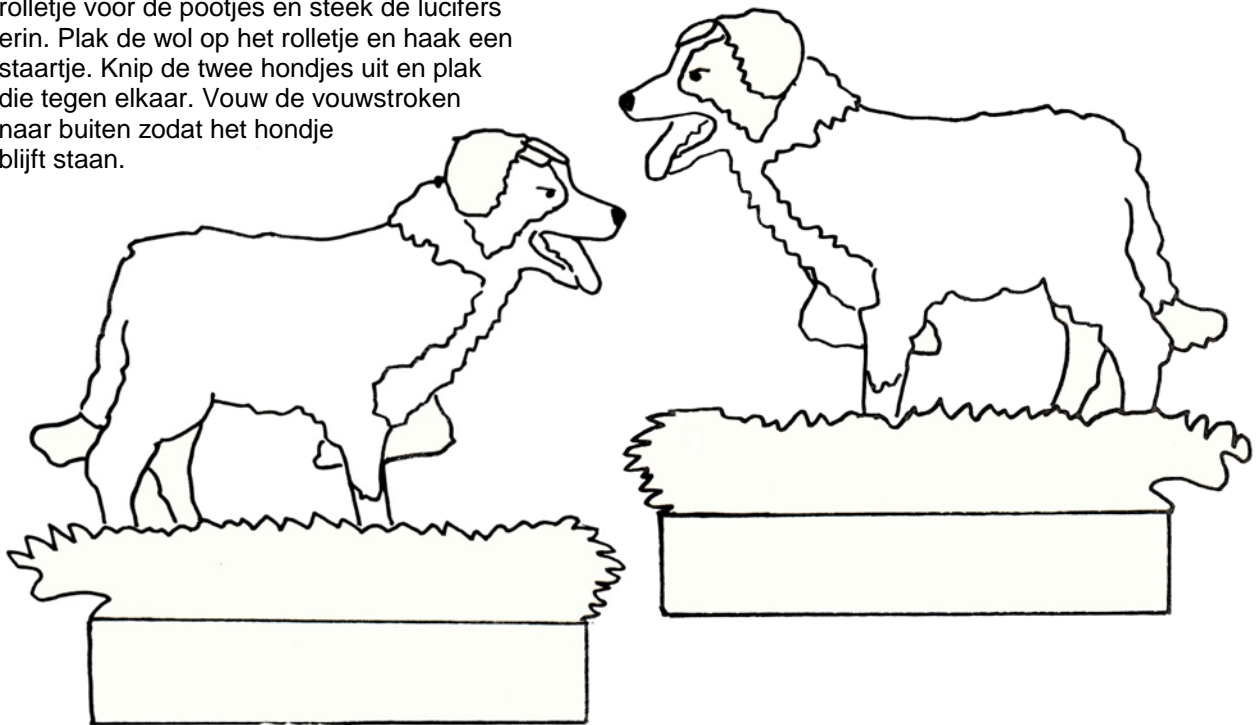 rolletje voor de pootjes en steek de lucifers
erin. Plak de wol op het rolletje en haak een
staartje. Knip de twee hondjes uit en plak
die tegen elkaar. Vouw de vouwstroken
naar buiten zodat het hondje
blijft staan.